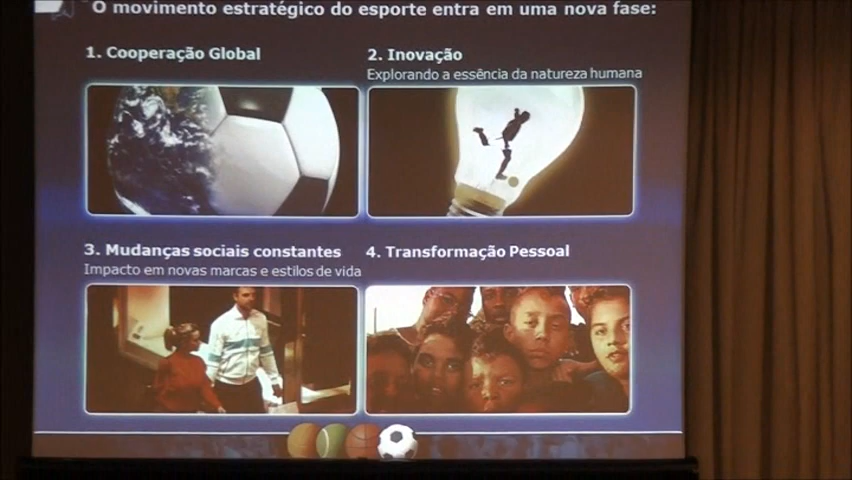 O movimento estratégico do esporte entra em uma nova fase:
1. Cooperação Global
2. Inovação
Explorando a essência da natureza humana
3. Mudanças sociais constantes
Impacto em novas marcas e estilos de vida
4. Transformação Pessoal